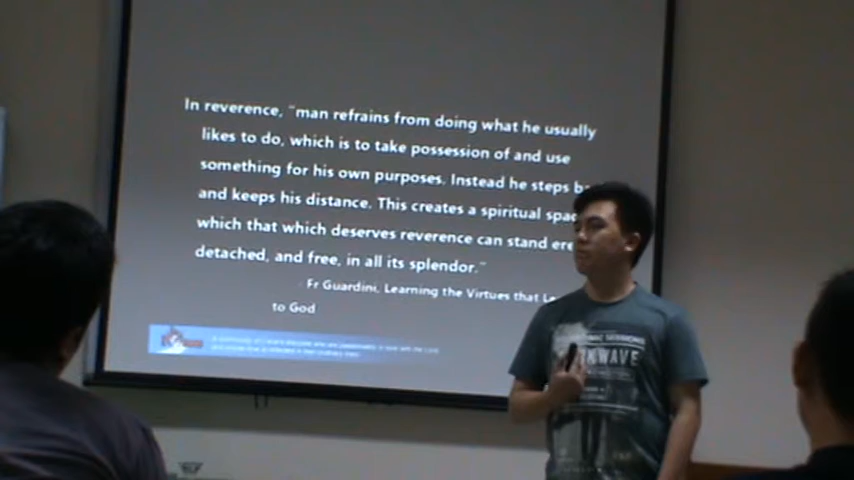 In reverence, “man refrains from doing what he usually
likes to do, which is to take possession of and use
something for his own purposes. Instead he steps
and keeps his distance. This creates a spiritual
which that which deserves reverence can stand
detached, and free, in all its splendor.”
Fr Guardini, Learning the Virtues that
to God